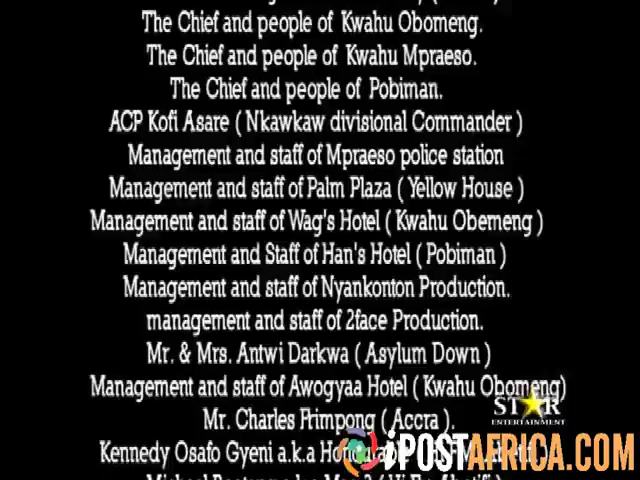 The Chief and people of Kwahu Obomeng.
The Chief and people of Kwahu Mpraeso.
The Chief and people of Pobiman.
ACP Kofi Asare ( Nkawkaw divisional Commander )
Management and staff of Mpraeso police station
Management and staff of Palm Plaza ( Yellow House )
Management and staff of Wag's Hotel ( Kwahu Obemeng )
Management and Staff of Han's Hotel ( Pobiman )
Management and staff of Nyankonton Production.
management and staff of 2face Production.
Mr. & Mrs. Antwi Darkwa ( Asylum Down )
Management and staff of Awogyaa Hotel ( Kwahu Obomeng)
STAR
ENTERTAINMENT
Mr. Charles Frimpong ( Accra ).
Kennedy Osafo Gyeni a.k.a
iPOSTAFRICA.COM